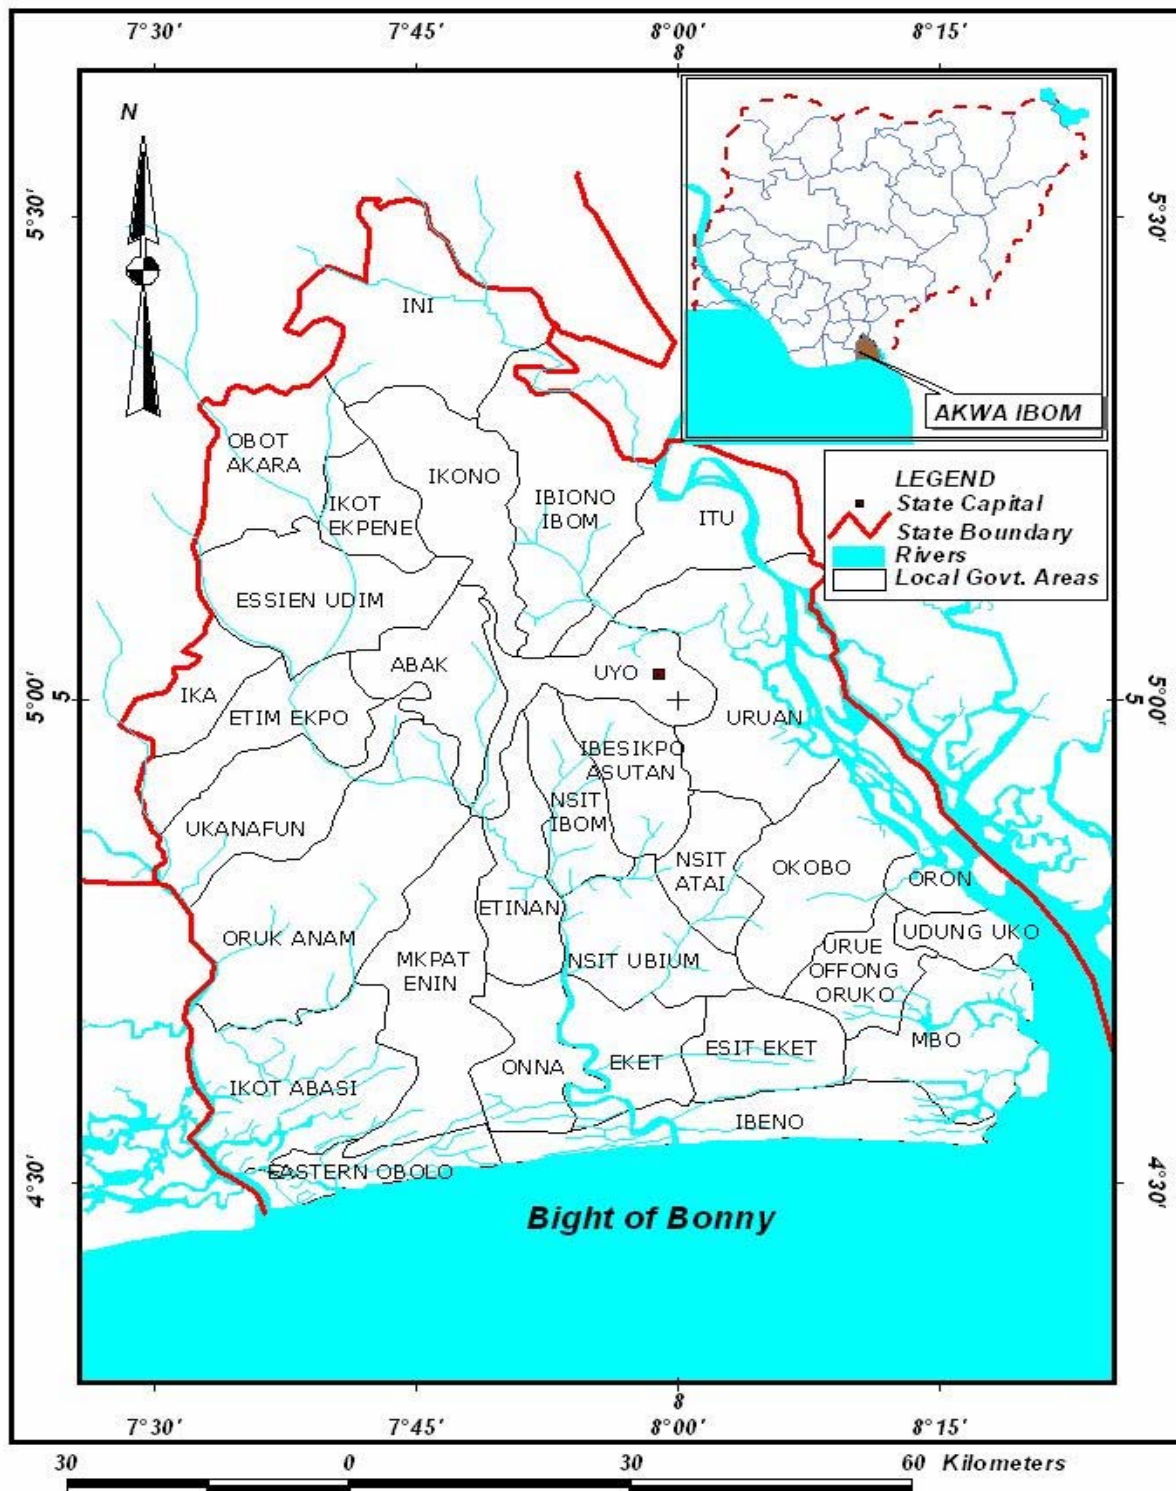 7°30' 7°45' 8°00' 8°15'
8
N
5°30'
5°30'
INI
AKWA IBOM
OBOT
AKARA
IKONO
IKOT
EKPENE
IBIONO
IBOM
ITU
LEGEND
State Capital
State Boundary
Rivers
Local Govt. Areas
ESSIEN UDIM
ABAK
UYO
IKA
ETIM EKPO
URUAN
5°00' 5
5 5°00'
IBESIKPO
ASUTAN
NSIT
IBOM
UKANAFUN
NSIT
ATAI
OKOBO
ORON
ETINAN
UDUNG UKO
ORUK ANAM
MKPAT
ENIN
NSIT UBIUM
URUE
OFFONG
ORUKO
MBO
ESIT EKET
EKET
ONNA
IKOT ABASI
IBENO
EASTERN OBOLO
4°30'
4°30'
Bight of Bonny
8
7°30' 7°45' 8°00' 8°15'
30 0 30 60 Kilometers